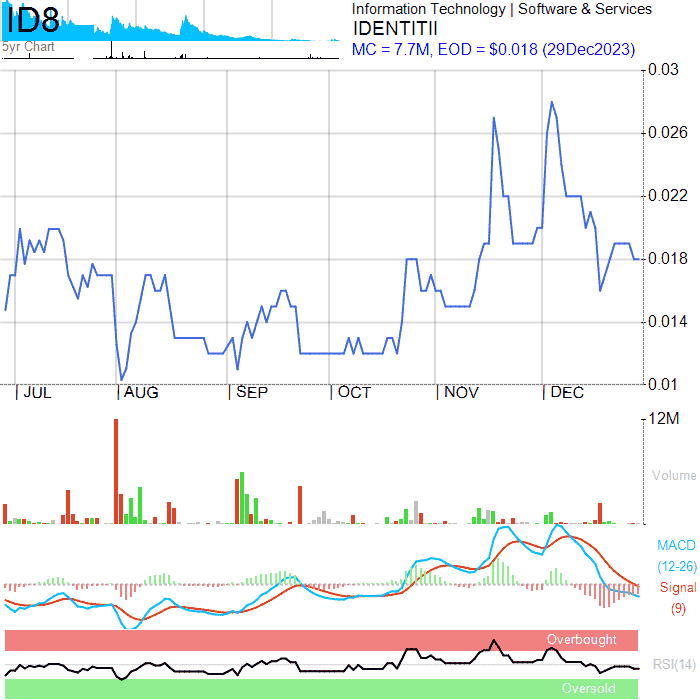 ID8
Information Technology | Software & Services
IDENTITII
5yr Chart
MC = 7.7M, EOD = $0.018 (29Dec2023)
0.03
0.026
0.022
0.018
0.014
0.01
JUL AUG SEP OCT NOV DEC
12M
Volume
MACD
(12-26)
Signal
(9)
Overbought
RSI(14)
Oversold